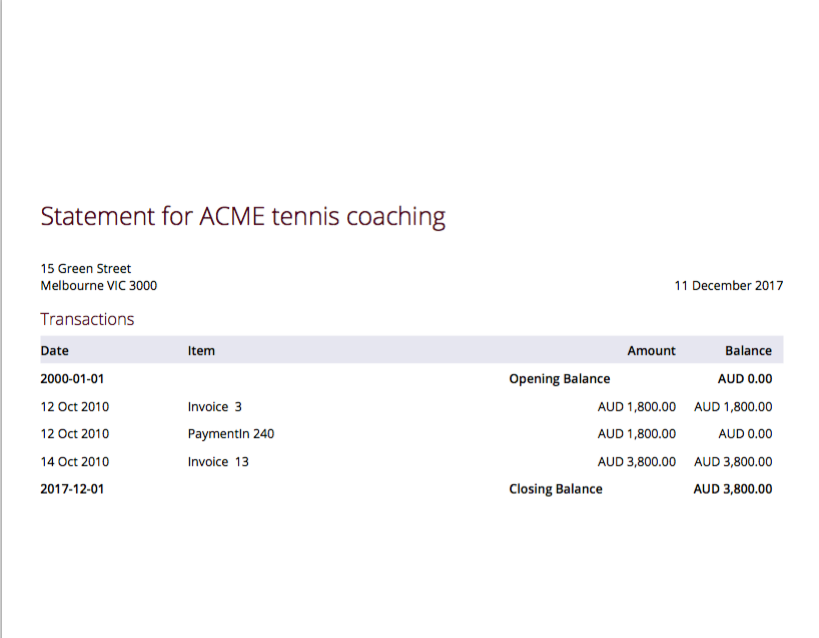 Statement for ACME tennis coaching
15 Green Street
Melbourne VIC 3000 11 December 2017
Transactions
Date Item Amount Balance
2000-01-01 Opening Balance AUD 0.00
12 Oct 2010 Invoice 3 AUD 1,800.00 AUD 1,800.00
12 Oct 2010 PaymentIn 240 AUD 1,800.00 AUD 0.00
14 Oct 2010 Invoice 13 AUD 3,800.00 AUD 3,800.00
2017-12-01 Closing Balance AUD 3,800.00